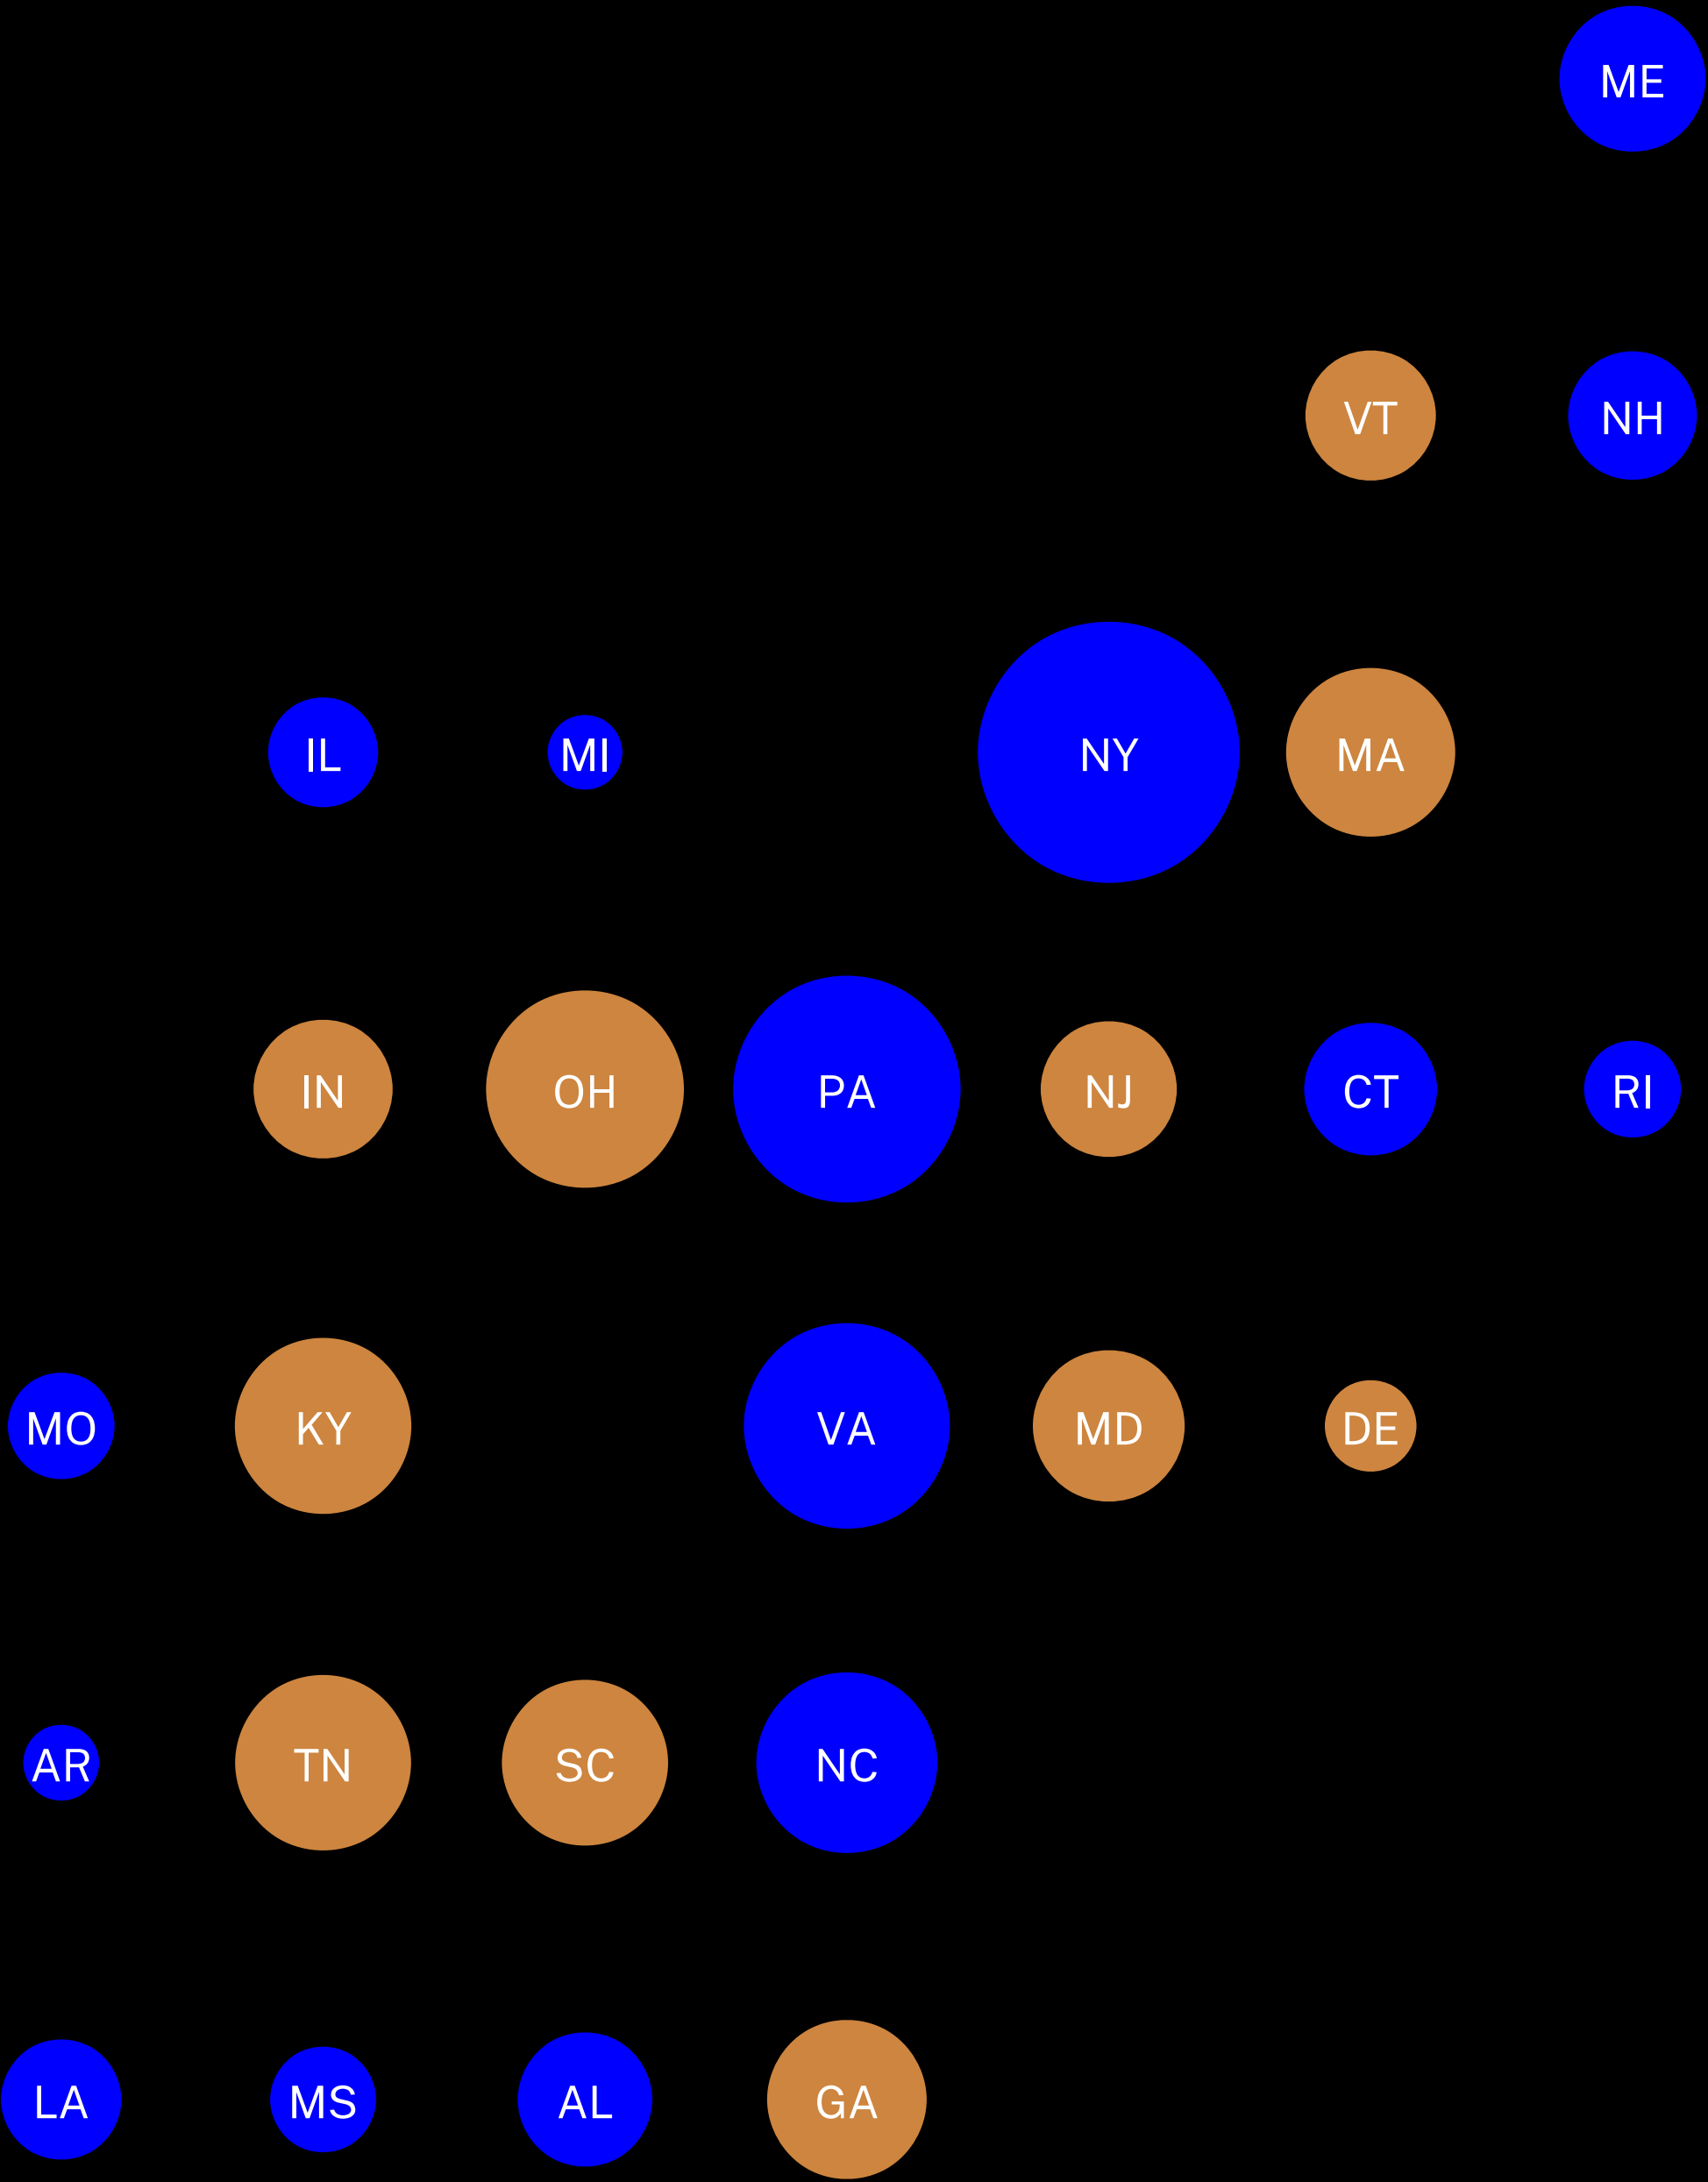 ME
VT NH
IL MI NY MA
IN OH PA NJ CT RI
MO KY VA MD DE
AR TN SC NC
LA MS AL GA